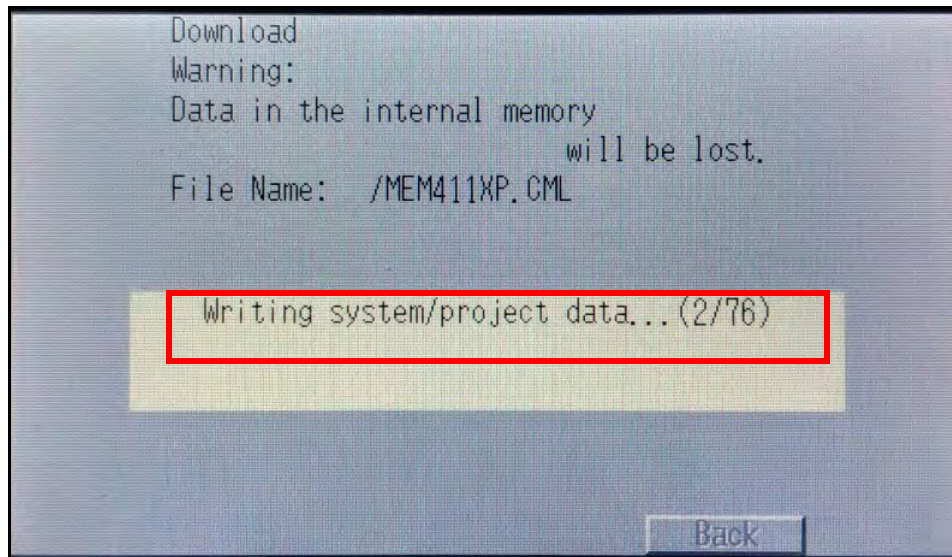 Download
Warning:
Data in the internal memory
will be lost.
File Name: /MEM411XP.CML
Writing system/project data...(2/76)
Back